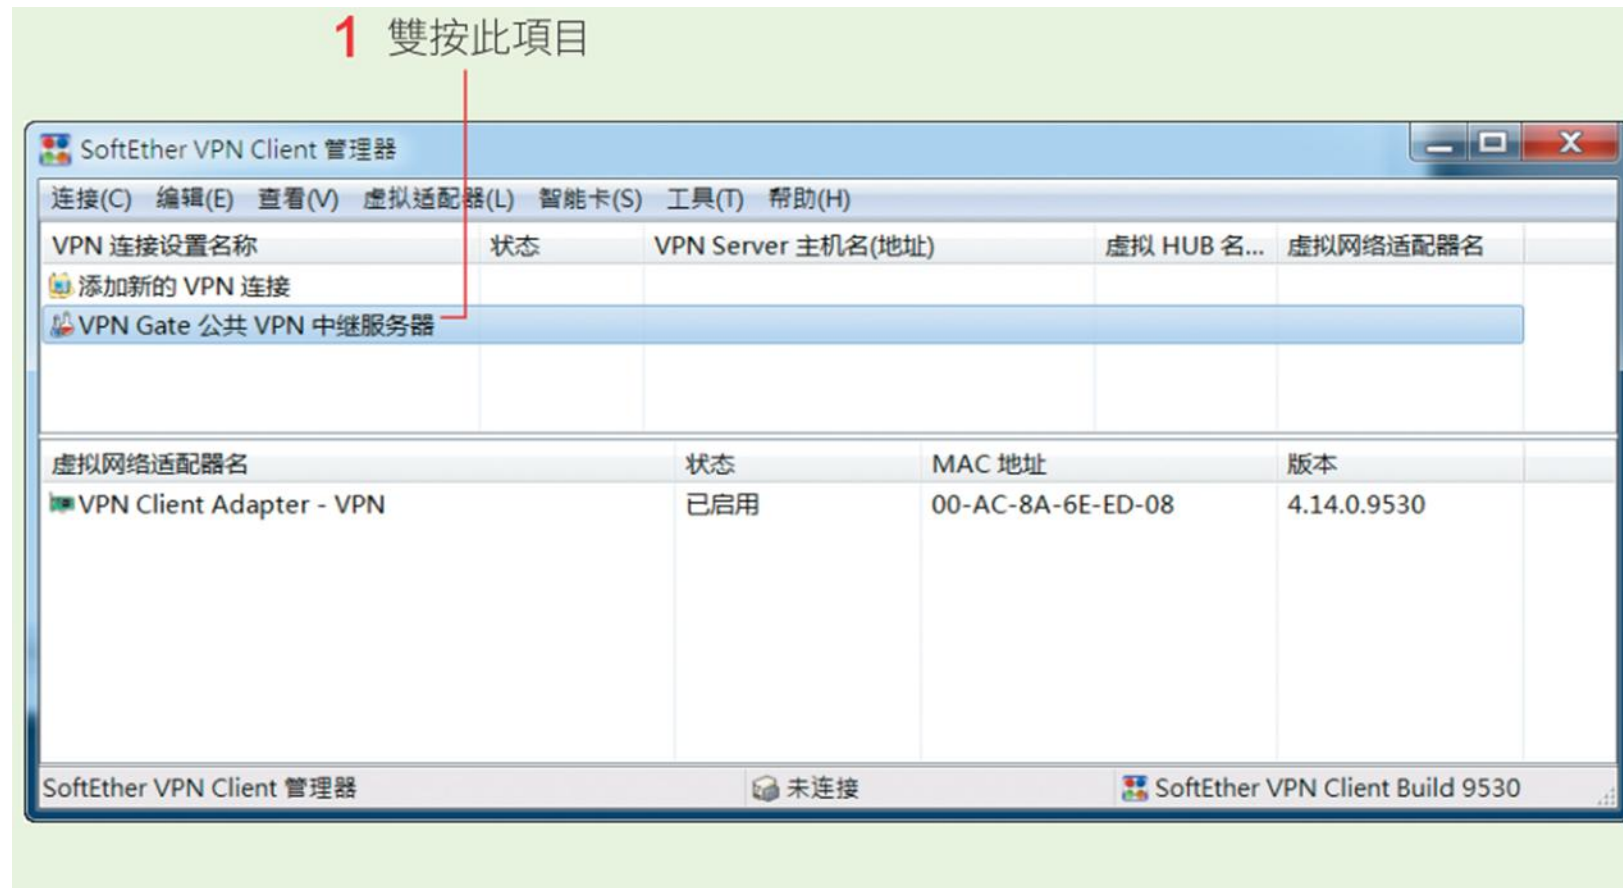 1 雙按此項目
SoftEther VPN Client 管理器
连接(C) 编辑(E) 查看(V) 虚拟适配器(L) 智能卡(S) 工具(T) 帮助(H)
VPN 连接设置名称 状态 VPN Server 主机名(地址) 虚拟 HUB 名... 虚拟网络适配器名
添加新的 VPN 连接
VPN Gate 公共 VPN 中继服务器
虚拟网络适配器名 状态 MAC 地址 版本
VPN Client Adapter - VPN 已启用 00-AC-8A-6E-ED-08 4.14.0.9530
SoftEther VPN Client 管理器 未连接 SoftEther VPN Client Build 9530